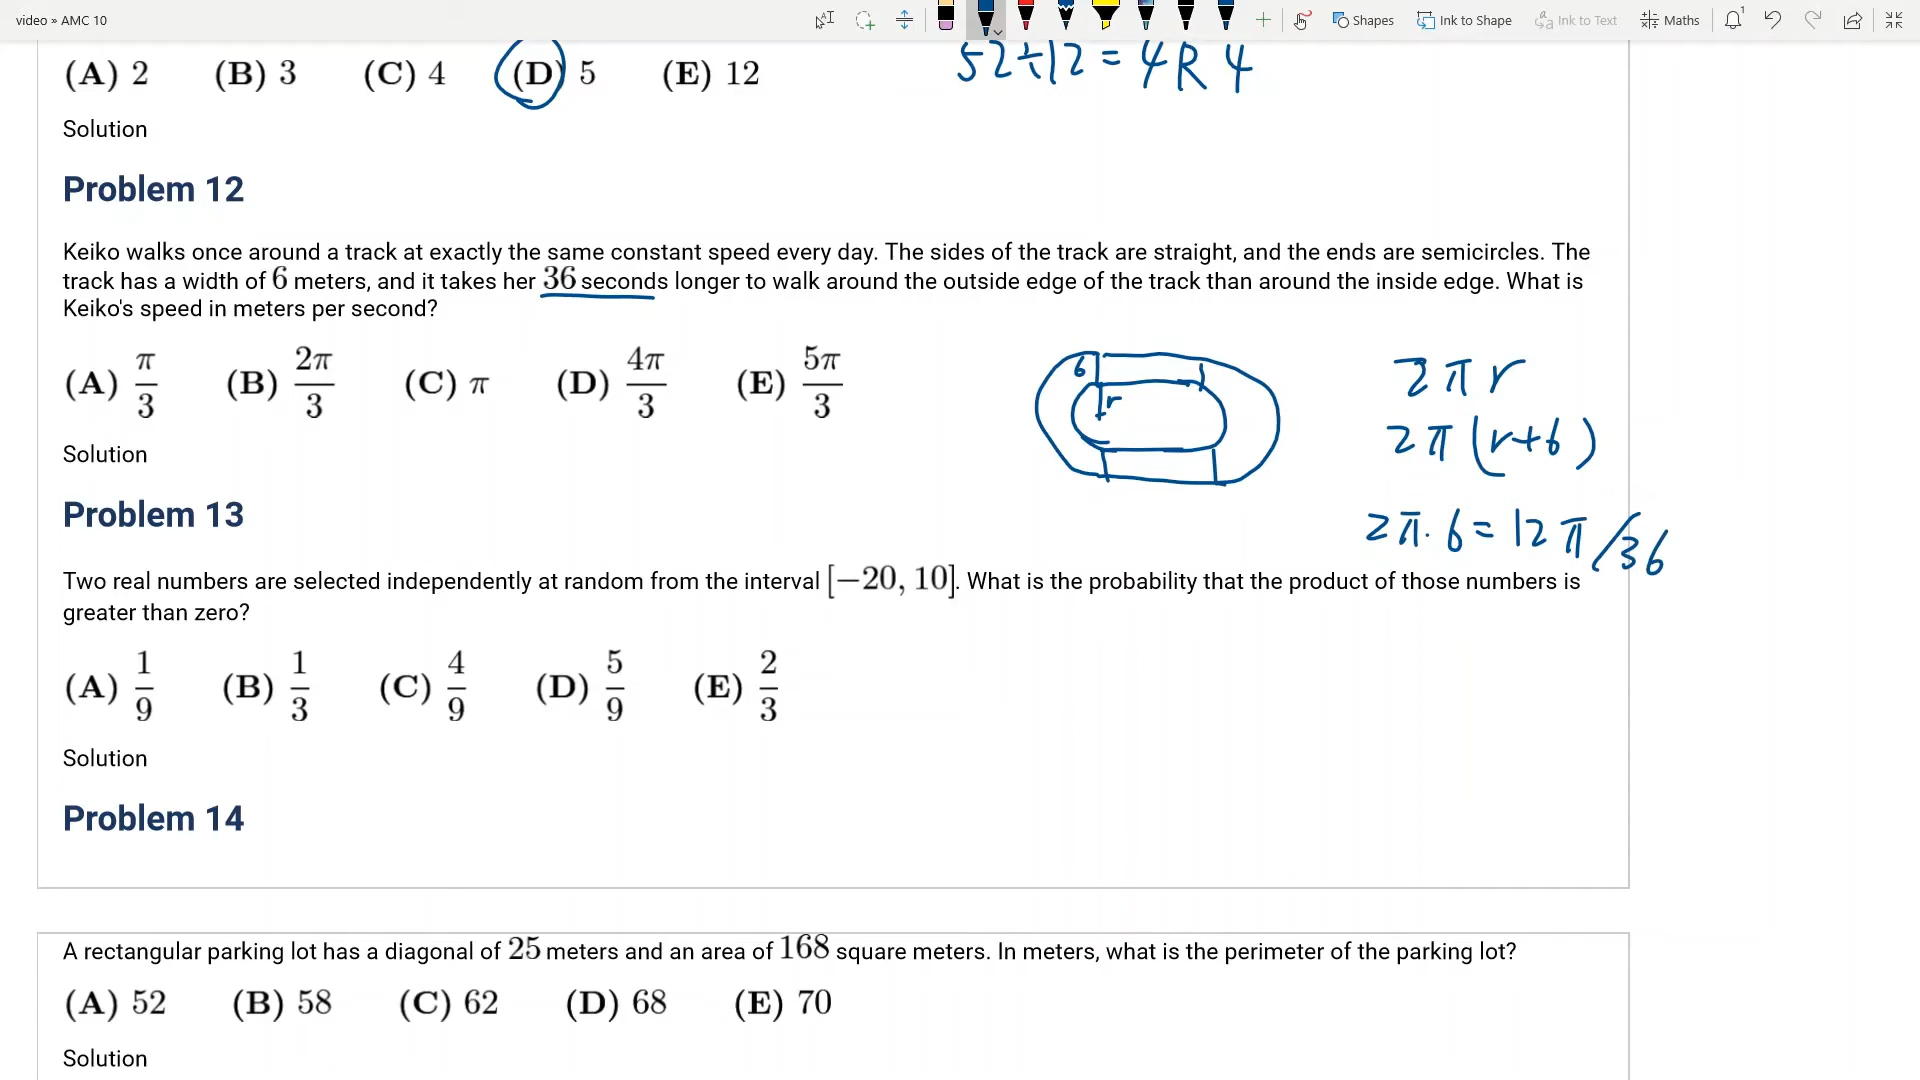 video » AMC 10
Ink to Shape
Shapes
Ink to Text
Maths
1
(A) 2 (B) 3 (C) 4 (D) 5 (E) 12
52÷12 = 4 R 4
Solution
Problem 12
Keiko walks once around a track at exactly the same constant speed every day. The sides of the track are straight, and the ends are semicircles. The
track has a width of 6 meters, and it takes her 36 seconds longer to walk around the outside edge of the track than around the inside edge. What is
Keiko's speed in meters per second?
(A) π/3 (B) 2π/3 (C) π (D) 4π/3 (E) 5π/3
6
r
2πr
2π(r+6)
2π·6=12π/36
Solution
Problem 13
Two real numbers are selected independently at random from the interval [−20, 10]. What is the probability that the product of those numbers is
greater than zero?
(A) 1/9 (B) 1/3 (C) 4/9 (D) 5/9 (E) 2/3
Solution
Problem 14
A rectangular parking lot has a diagonal of 25 meters and an area of 168 square meters. In meters, what is the perimeter of the parking lot?
(A) 52 (B) 58 (C) 62 (D) 68 (E) 70
Solution